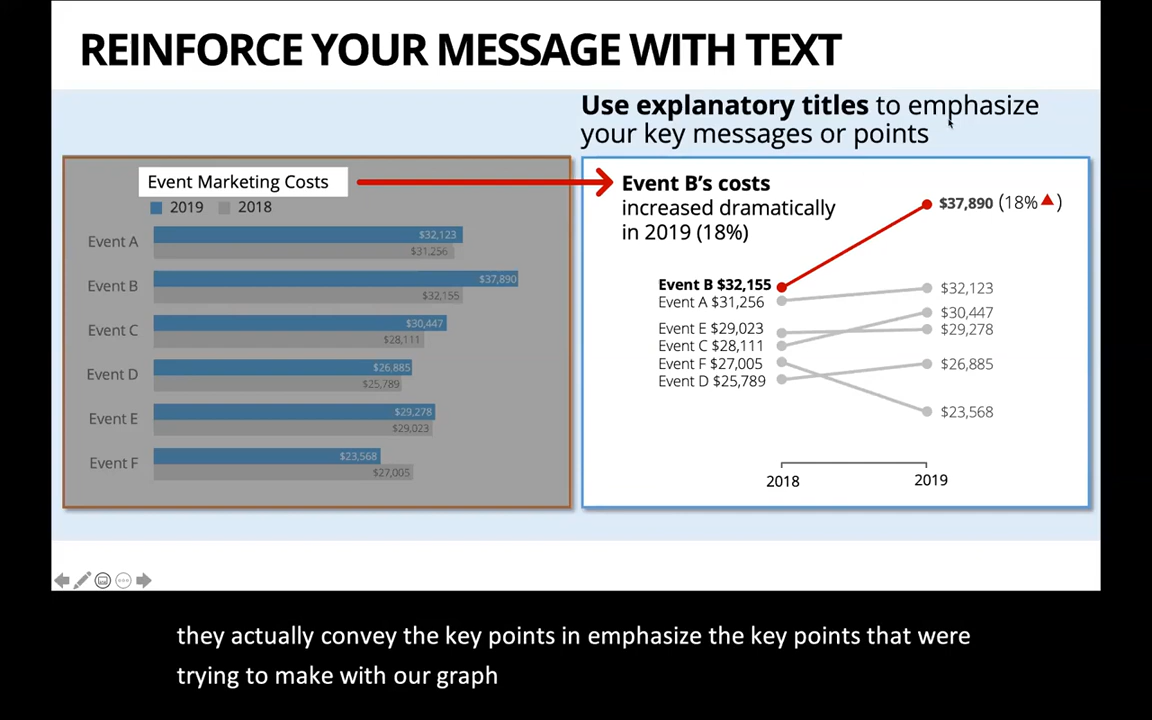 REINFORCE YOUR MESSAGE WITH TEXT
Use explanatory titles to emphasize
your key messages or points
Event Marketing Costs
2019 2018
Event A $32,123
$31,256
Event B $37,890
$32,155
Event C $30,447
$28,111
Event D $26,885
$25,789
Event E $29,278
$29,023
Event F $23,568
$27,005
Event B’s costs
increased dramatically
in 2019 (18%)
$37,890 (18%▲)
Event B $32,155
Event A $31,256
Event E $29,023
Event C $28,111
Event F $27,005
Event D $25,789
$32,123
$30,447
$29,278
$26,885
$23,568
2018 2019
they actually convey the key points in emphasize the key points that were
trying to make with our graph